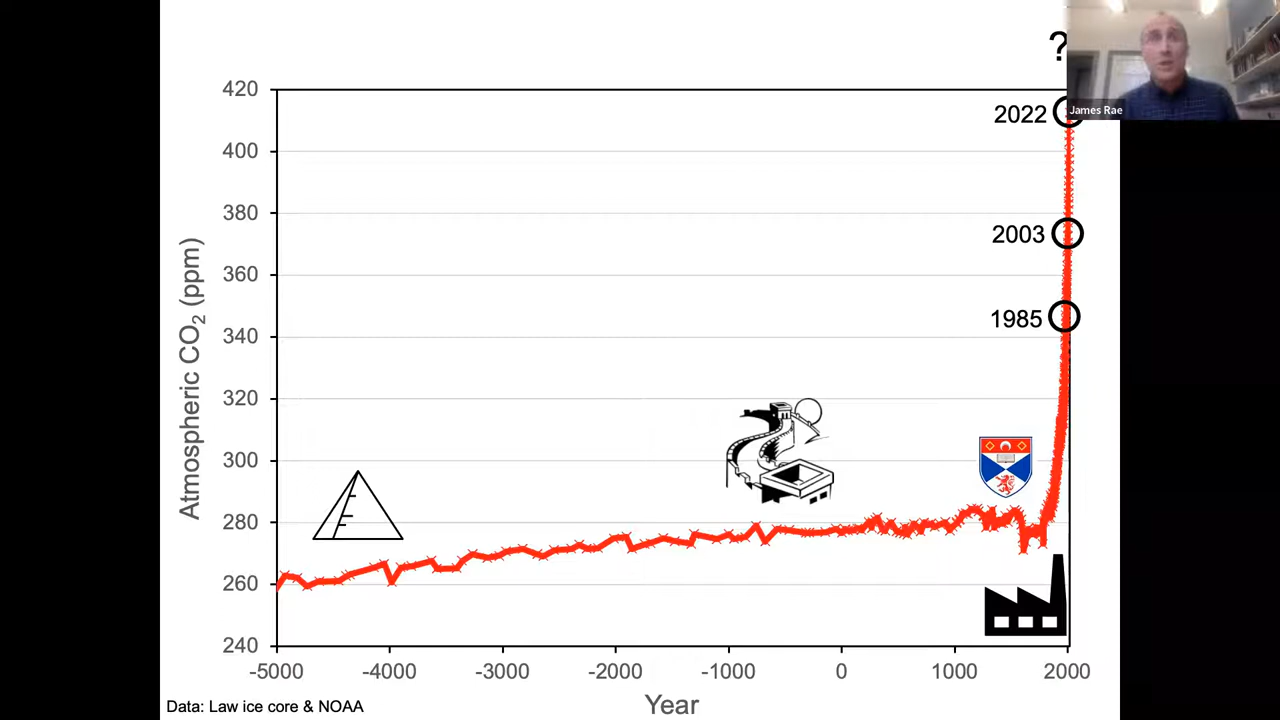 ?
James Rae
420
400
380
360
340
320
300
280
260
240
Atmospheric CO2 (ppm)
2022
2003
1985
-5000 -4000 -3000 -2000 -1000 0 1000 2000
Year
Data: Law ice core & NOAA